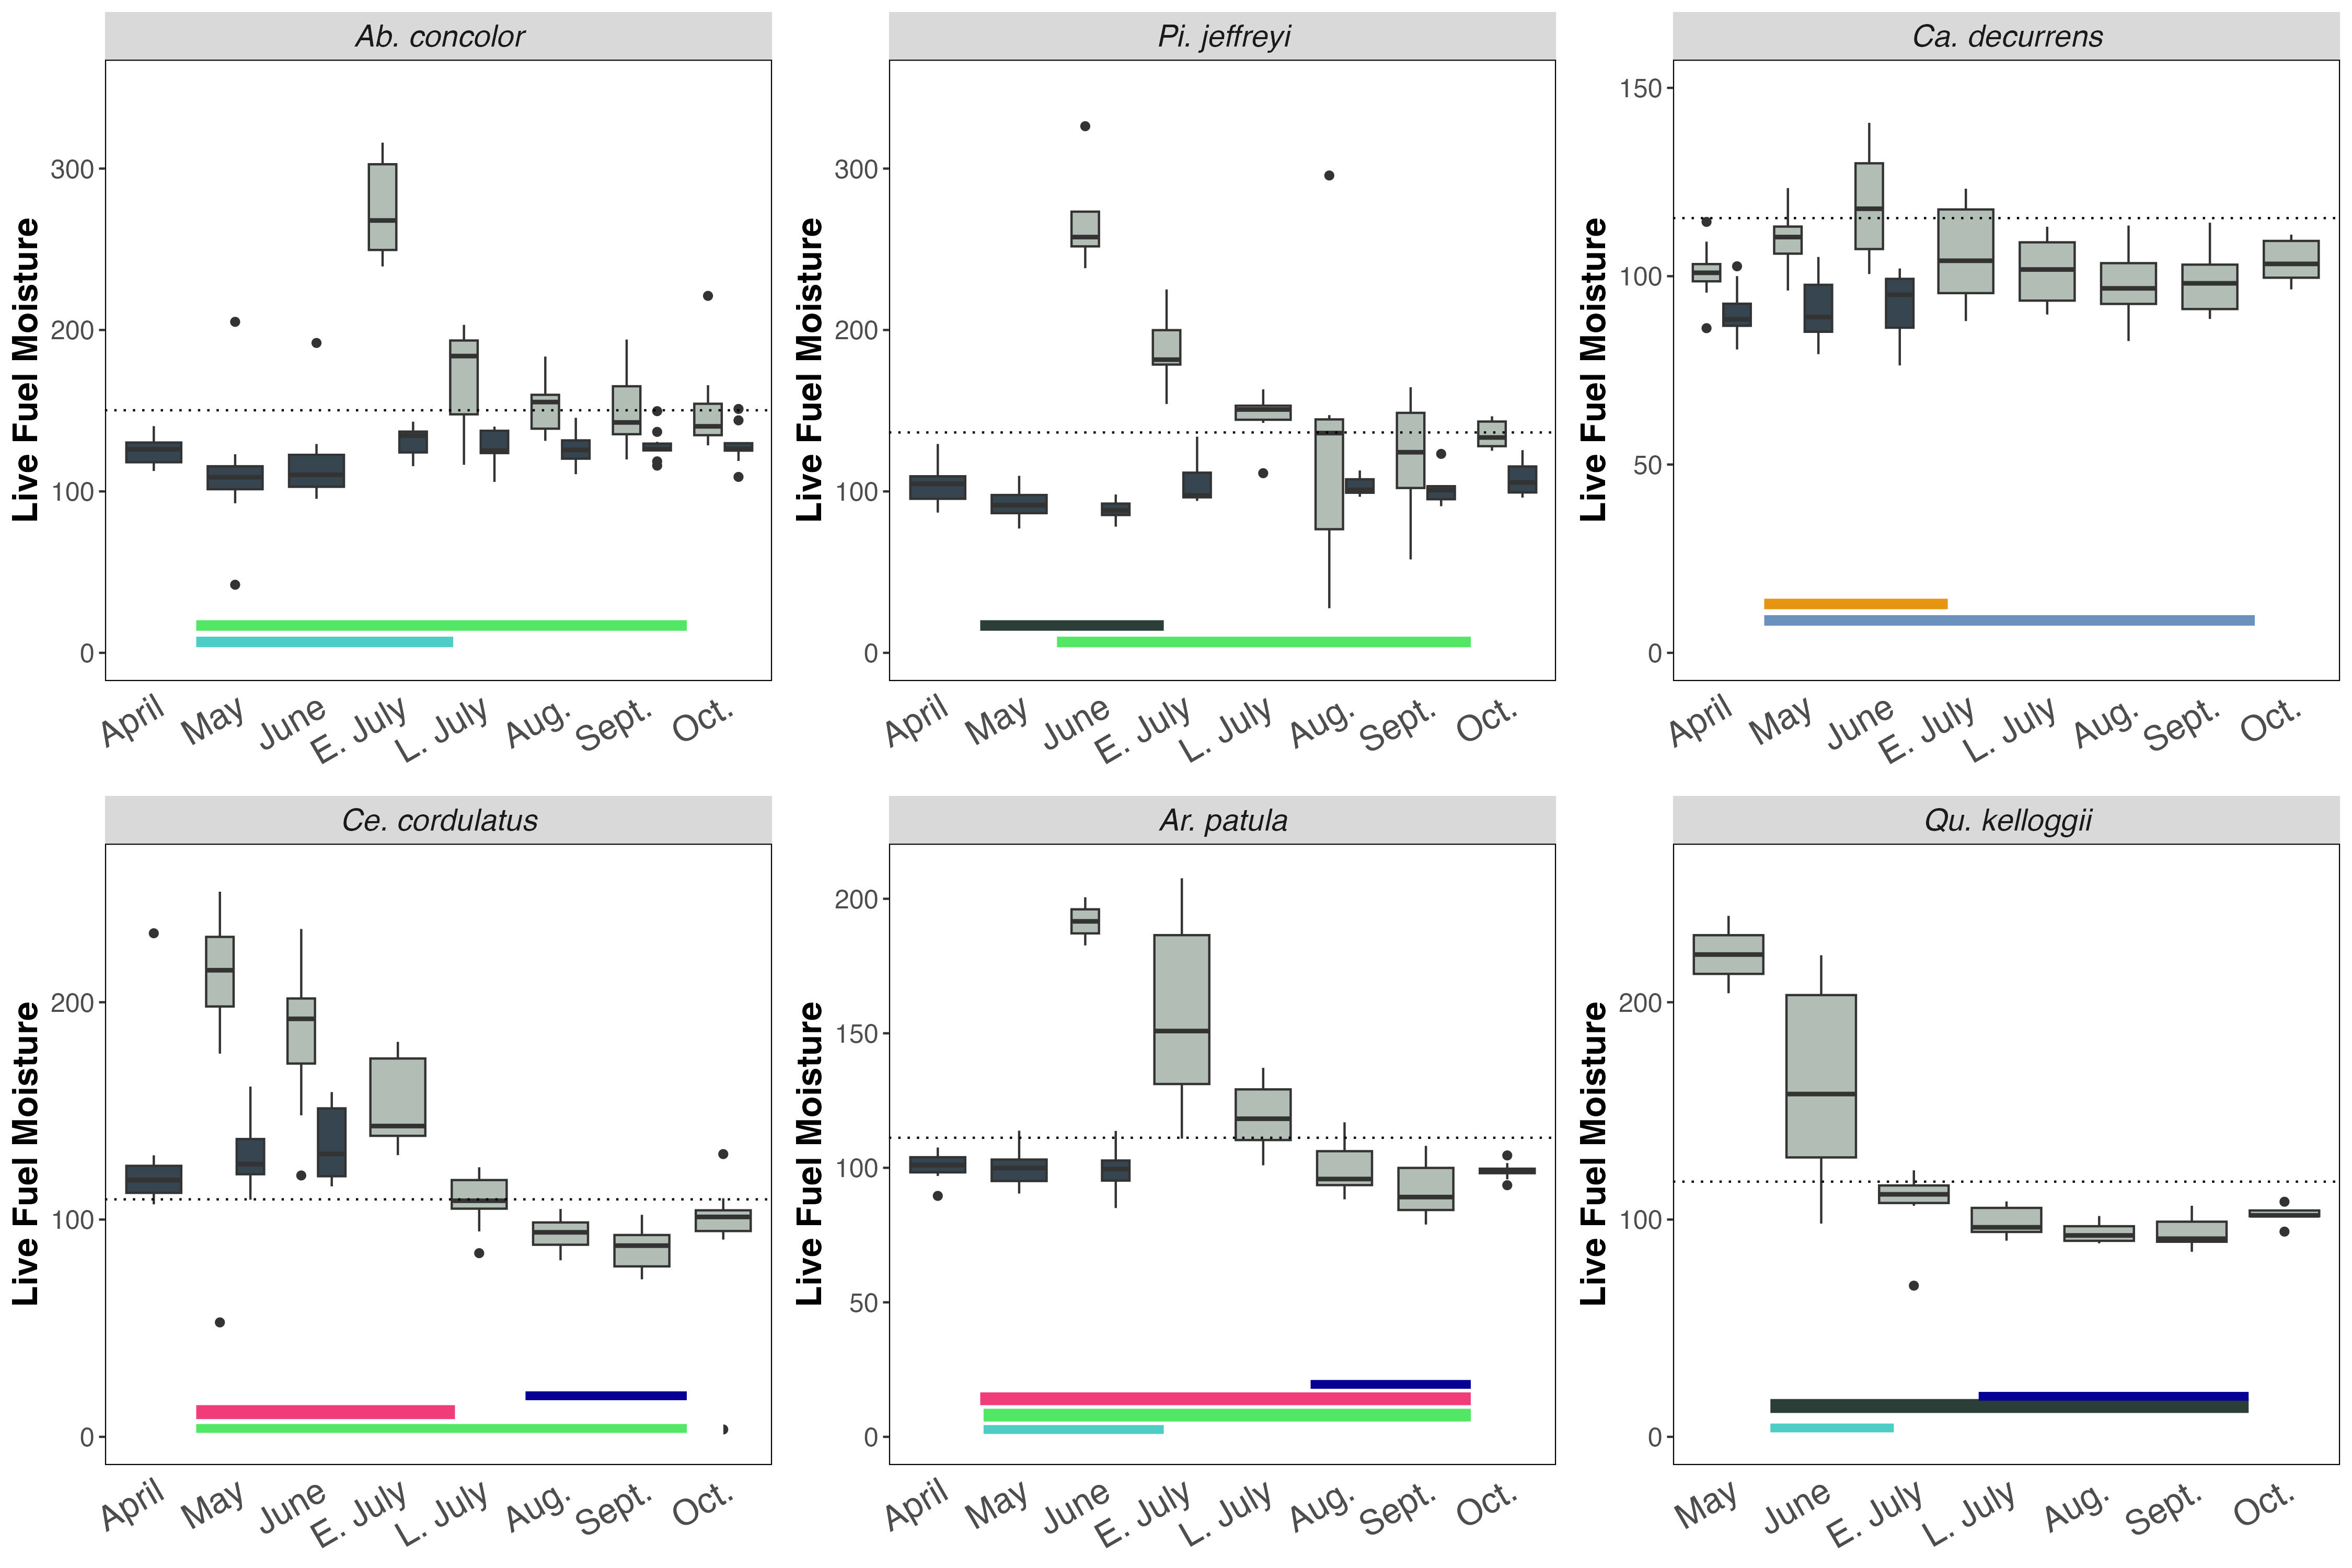 Ab. concolor
Live Fuel Moisture
300
200
100
0
April May June E. July L. July Aug. Sept. Oct.
Pi. jeffreyi
Live Fuel Moisture
300
200
100
0
April May June E. July L. July Aug. Sept. Oct.
Ca. decurrens
Live Fuel Moisture
150
100
50
0
April May June E. July L. July Aug. Sept. Oct.
Ce. cordulatus
Live Fuel Moisture
200
100
0
April May June E. July L. July Aug. Sept. Oct.
Ar. patula
Live Fuel Moisture
200
150
100
50
0
April May June E. July L. July Aug. Sept. Oct.
Qu. kelloggii
Live Fuel Moisture
200
100
0
May June E. July L. July Aug. Sept. Oct.